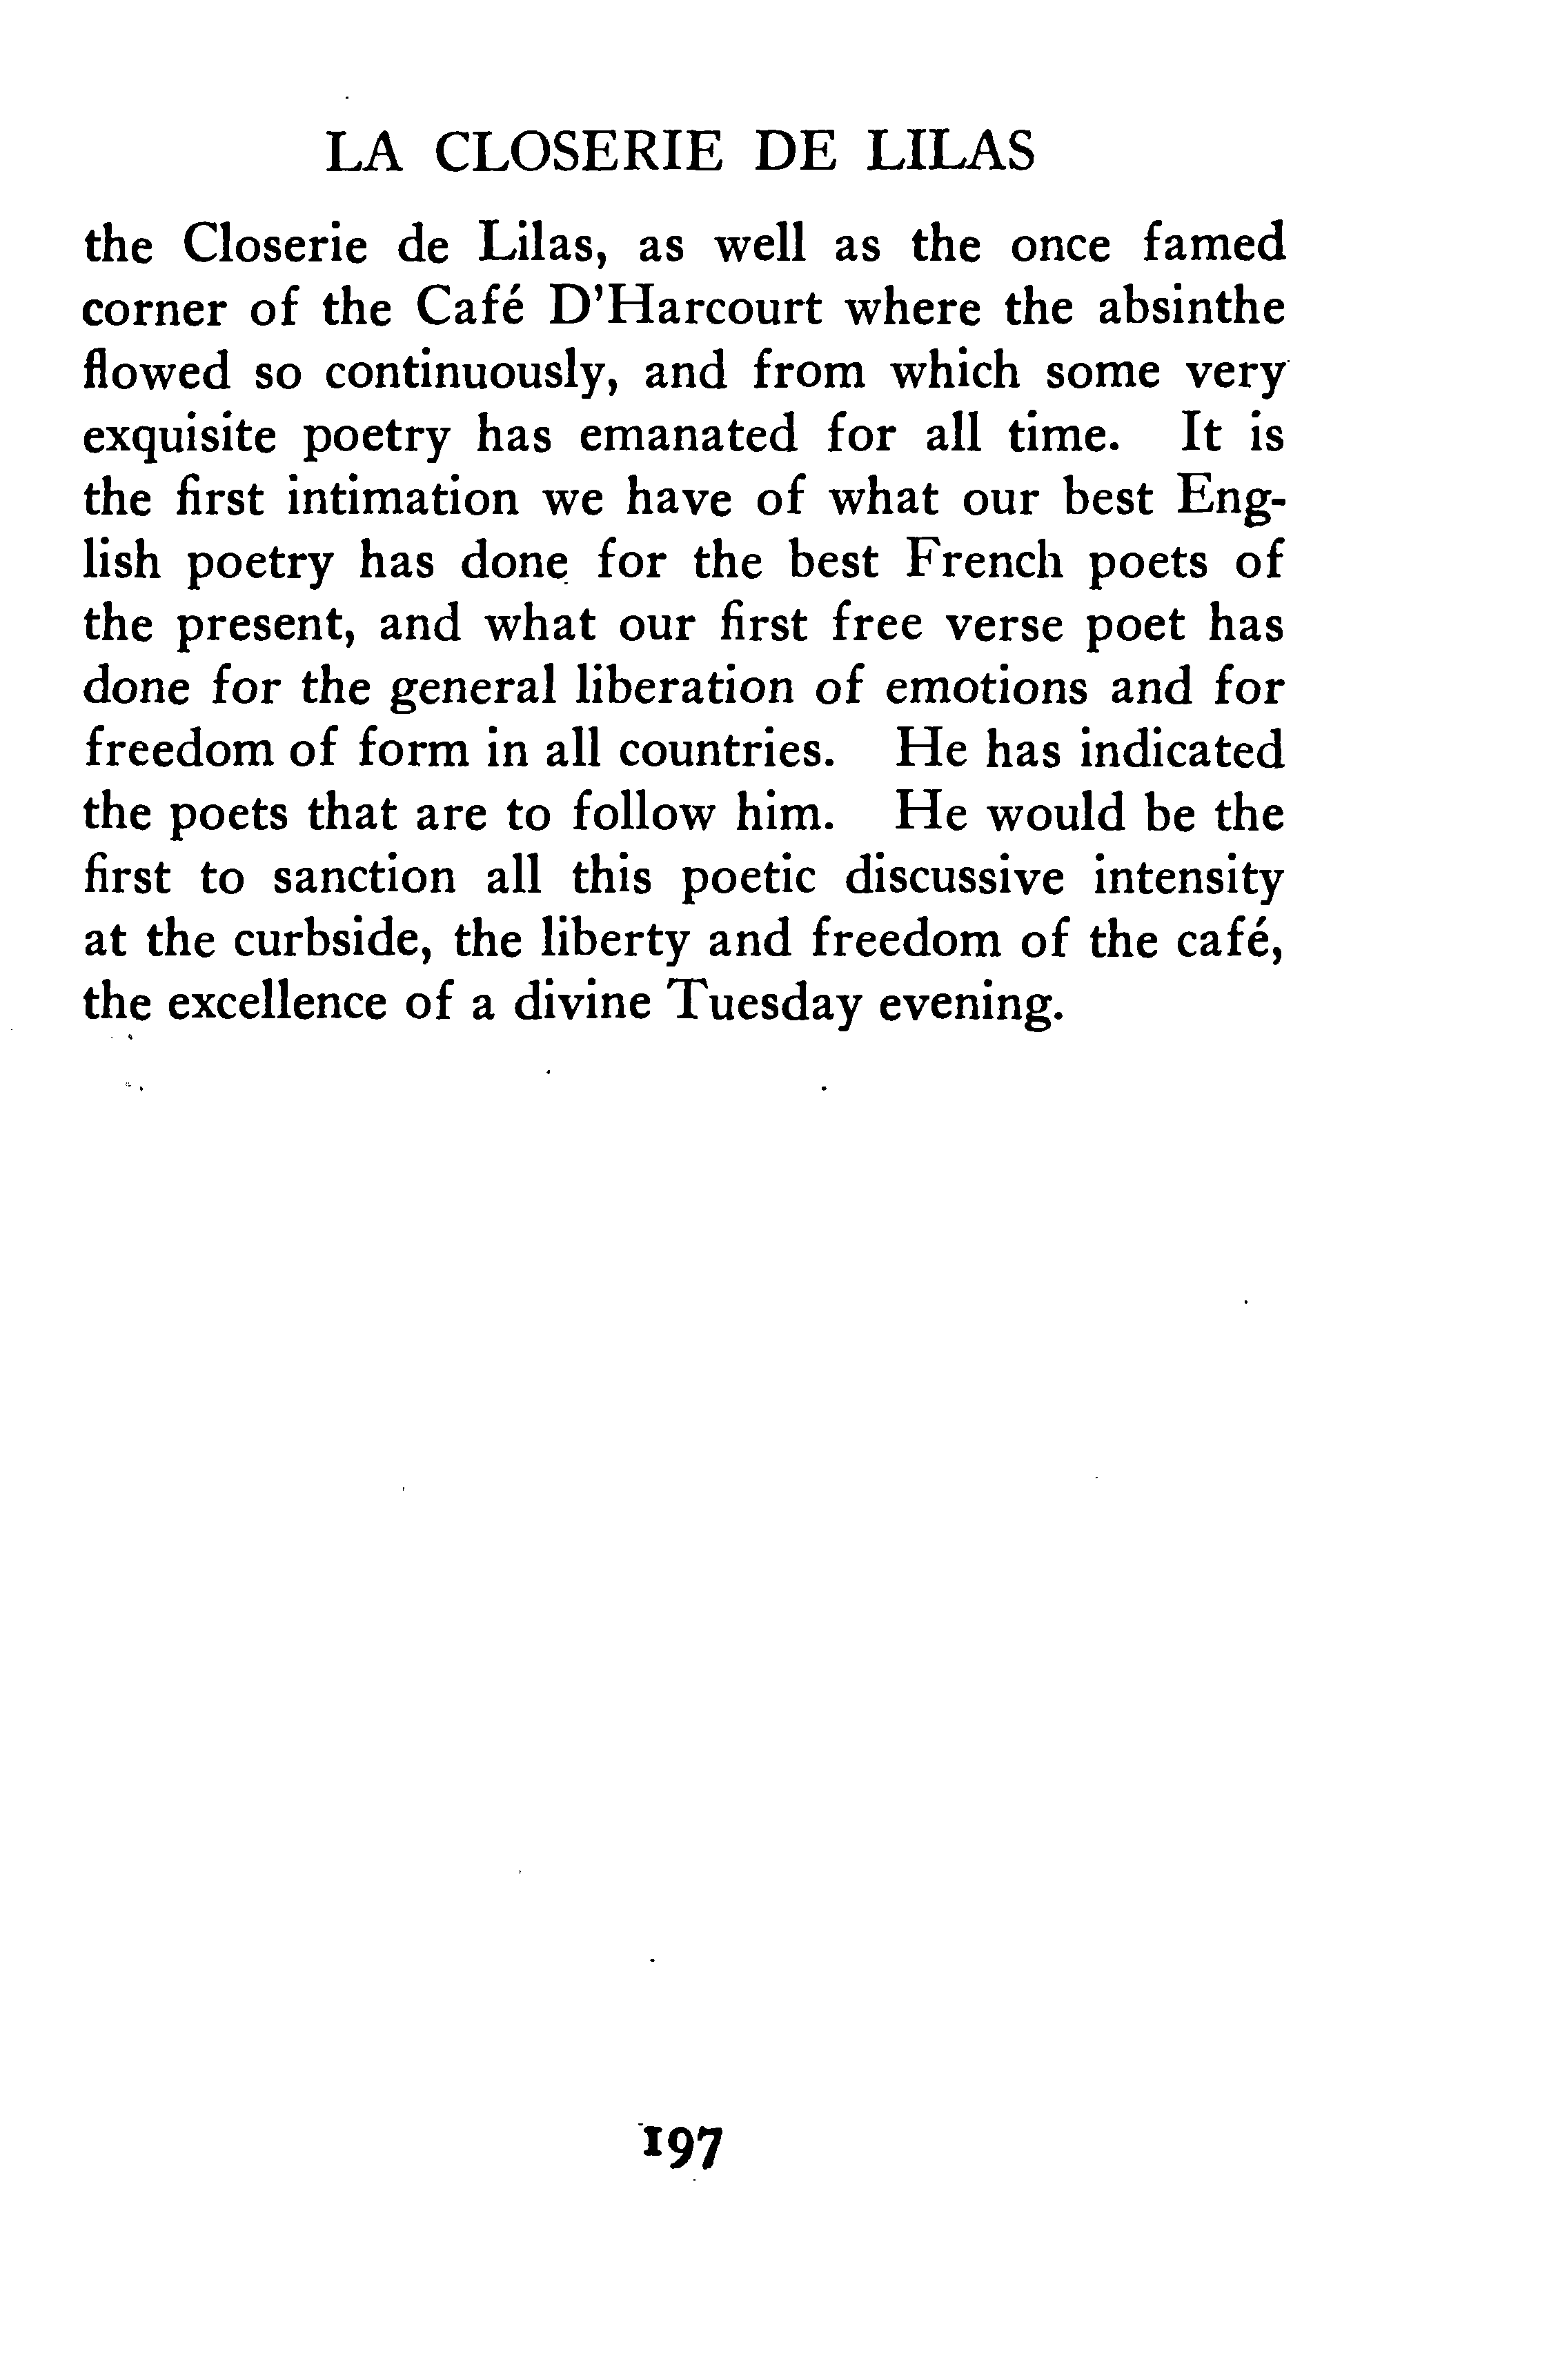 LA CLOSERIE DE LILAS
the Closerie de Lilas, as well as the once famed
corner of the Café D'Harcourt where the absinthe
flowed so continuously, and from which some very
exquisite poetry has emanated for all time. It is
the first intimation we have of what our best Eng-
lish poetry has done for the best French poets of
the present, and what our first free verse poet has
done for the general liberation of emotions and for
freedom of form in all countries. He has indicated
the poets that are to follow him. He would be the
first to sanction all this poetic discussive intensity
at the curbside, the liberty and freedom of the café,
the excellence of a divine Tuesday evening.
197